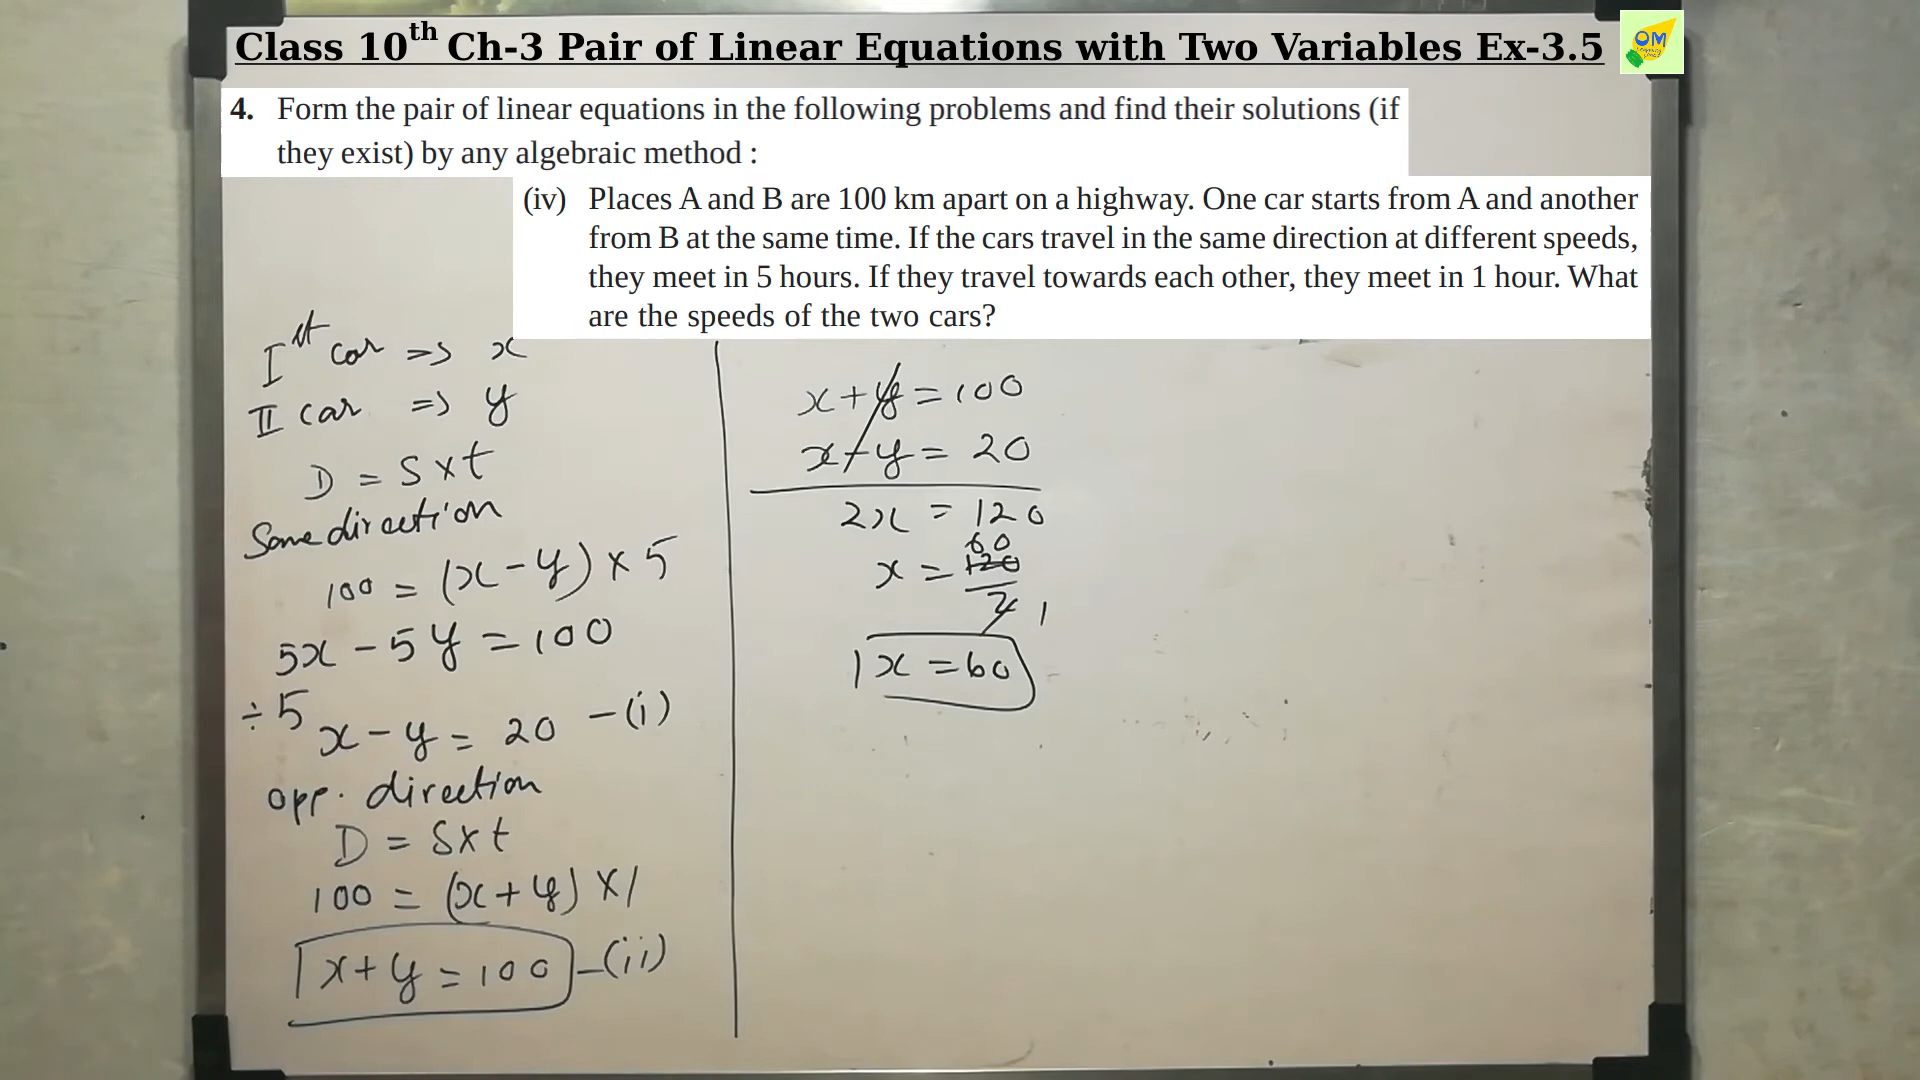 Class 10th Ch-3 Pair of Linear Equations with Two Variables Ex-3.5
OM
4. Form the pair of linear equations in the following problems and find their solutions (if
they exist) by any algebraic method :
(iv) Places A and B are 100 km apart on a highway. One car starts from A and another
from B at the same time. If the cars travel in the same direction at different speeds,
they meet in 5 hours. If they travel towards each other, they meet in 1 hour. What
are the speeds of the two cars?
Ist car => x
II car => y
D = S x t
Same direction
100 = (x - y) x 5
5x - 5y = 100
÷ 5
x - y = 20 - (i)
opp. direction
D = S x t
100 = (x + y) x 1
x + y = 100 - (ii)
x + y = 100
x - y = 20
2x = 120
60
x = 120
2 1
x = 60